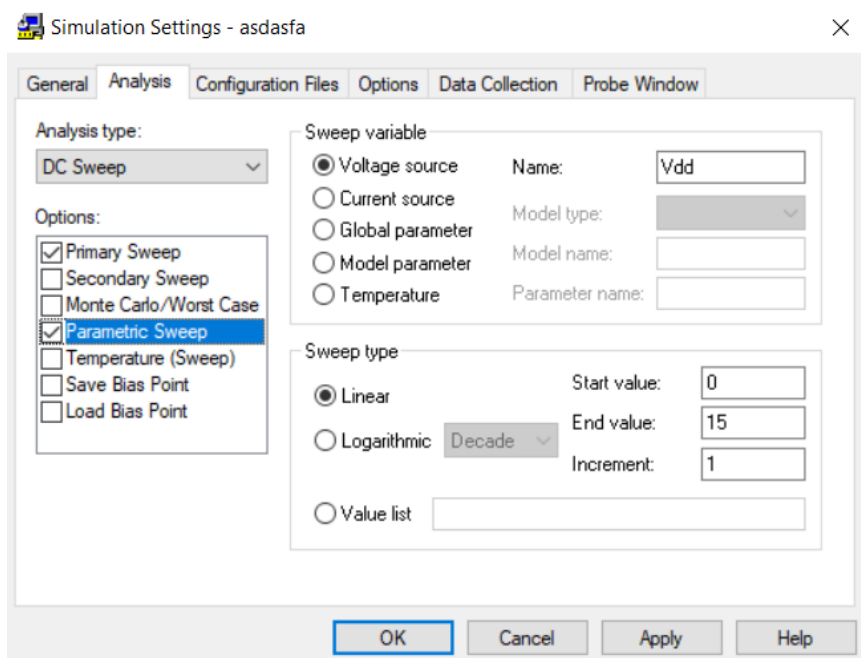 Simulation Settings - asdasfa
General Analysis Configuration Files Options Data Collection Probe Window
Analysis type:
DC Sweep
Options:
Primary Sweep
Secondary Sweep
Monte Carlo/Worst Case
Parametric Sweep
Temperature (Sweep)
Save Bias Point
Load Bias Point
Sweep variable
Voltage source
Current source
Global parameter
Model parameter
Temperature
Name: Vdd
Model type:
Model name:
Parameter name:
Sweep type
Linear
Logarithmic Decade
Value list
Start value: 0
End value: 15
Increment: 1
OK Cancel Apply Help